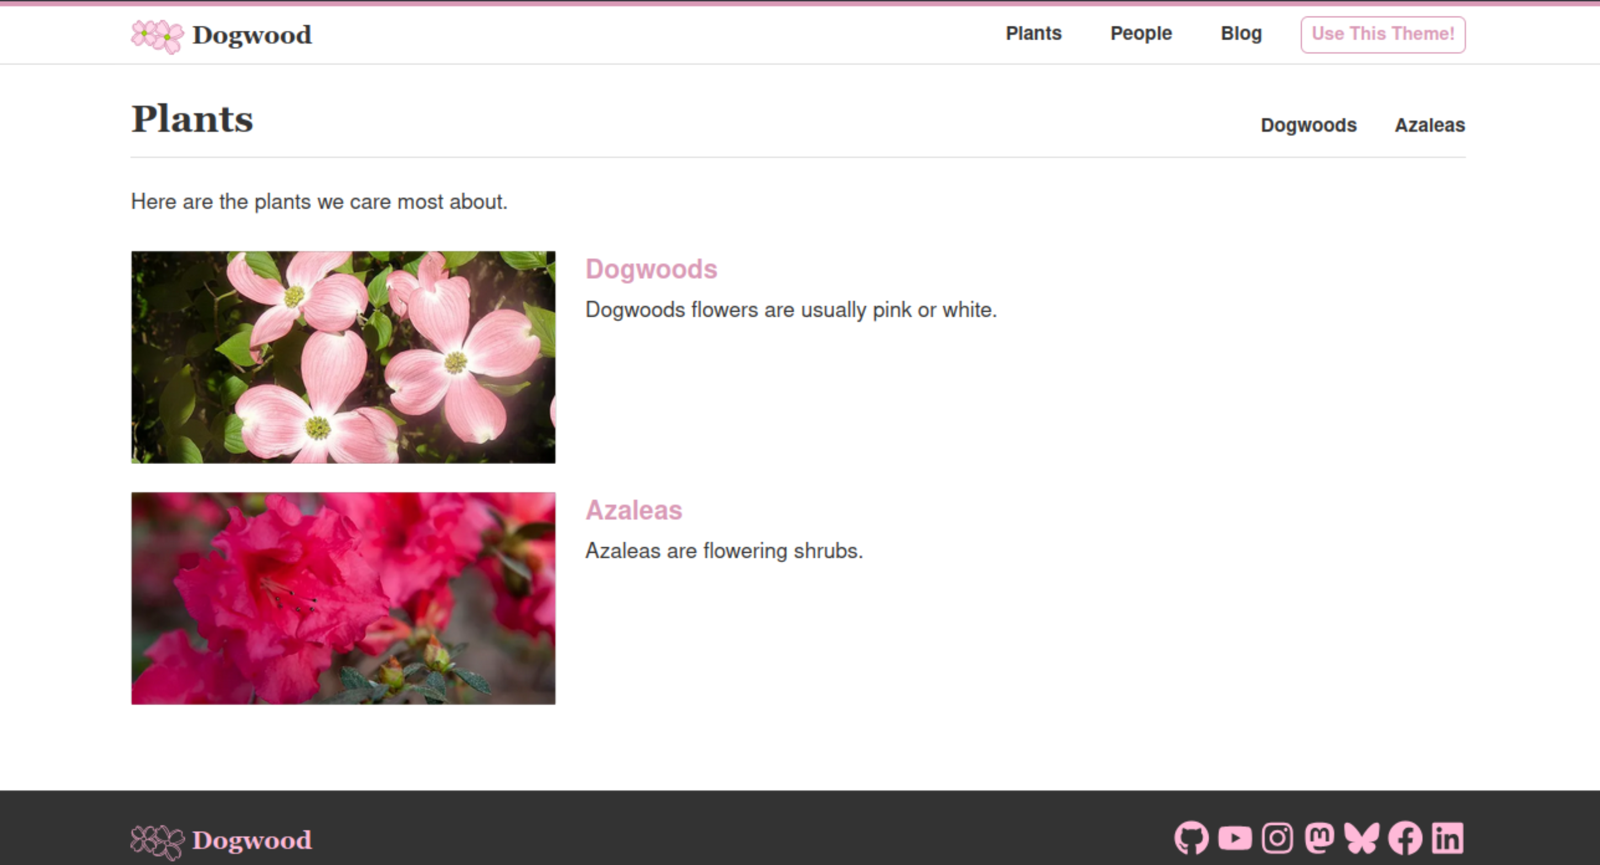 Dogwood
Plants People Blog Use This Theme!
Plants
Dogwoods Azaleas
Here are the plants we care most about.
Dogwoods
Dogwoods flowers are usually pink or white.
Azaleas
Azaleas are flowering shrubs.
Dogwood